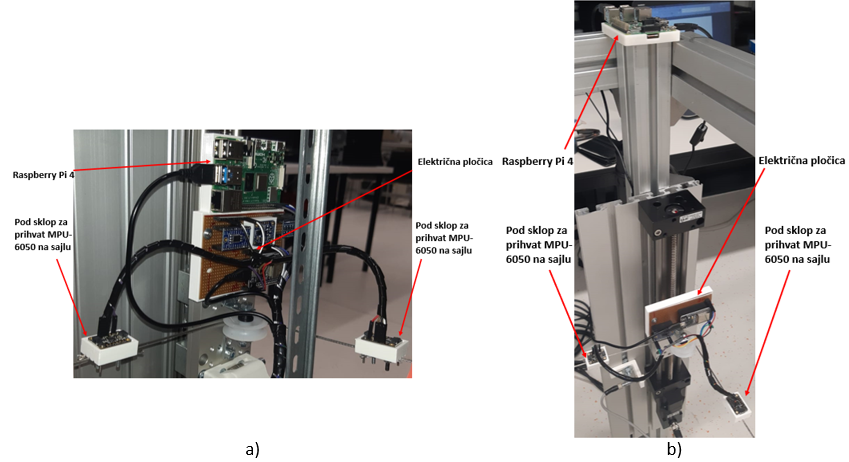 Raspberry Pi 4
Električna pločica
Pod sklop za
prihvat MPU-
6050 na sajlu
Pod sklop za
prihvat MPU-
-6050 na sajlu
a)
Raspberry Pi 4
Električna pločica
Pod sklop za
prihvat MPU-
6050 na sajlu
Pod sklop za
prihvat MPU-
6050 na sajlu
b)